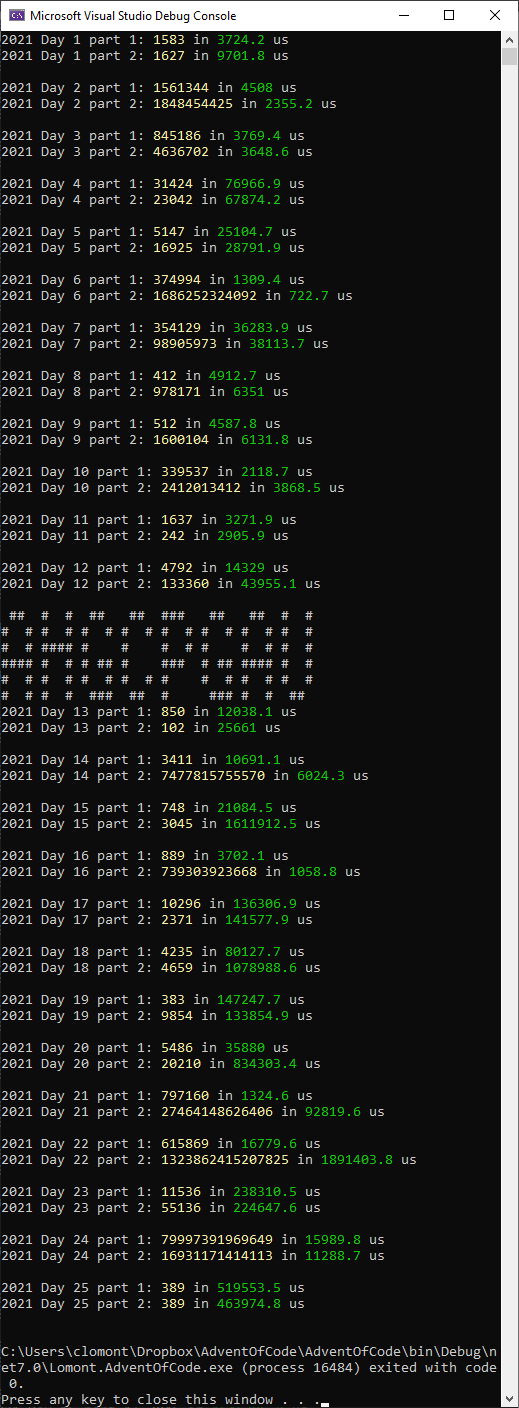 Microsoft Visual Studio Debug Console
2021 Day 1 part 1: 1583 in 3724.2 us
2021 Day 1 part 2: 1627 in 9701.8 us
2021 Day 2 part 1: 1561344 in 4508 us
2021 Day 2 part 2: 1848454425 in 2355.2 us
2021 Day 3 part 1: 845186 in 3769.4 us
2021 Day 3 part 2: 4636702 in 3648.6 us
2021 Day 4 part 1: 31424 in 76966.9 us
2021 Day 4 part 2: 23042 in 67874.2 us
2021 Day 5 part 1: 5147 in 25104.7 us
2021 Day 5 part 2: 16925 in 28791.9 us
2021 Day 6 part 1: 374994 in 1309.4 us
2021 Day 6 part 2: 1686252324092 in 722.7 us
2021 Day 7 part 1: 354129 in 36283.9 us
2021 Day 7 part 2: 98905973 in 38113.7 us
2021 Day 8 part 1: 412 in 4912.7 us
2021 Day 8 part 2: 978171 in 6351 us
2021 Day 9 part 1: 512 in 4587.8 us
2021 Day 9 part 2: 1600104 in 6131.8 us
2021 Day 10 part 1: 339537 in 2118.7 us
2021 Day 10 part 2: 2412013412 in 3868.5 us
2021 Day 11 part 1: 1637 in 3271.9 us
2021 Day 11 part 2: 242 in 2905.9 us
2021 Day 12 part 1: 4792 in 14329 us
2021 Day 12 part 2: 133360 in 43955.1 us
 ##  #  #  ##   ##  ###   ##   ##  #  #
#  # #  # #  # #  # #  # #  # #  # #  #
#  # #### #    #    #  # #    #  # #  #
#### #  # # ## #    ###  # ## #### #  #
#  # #  # #  # #  # #    #  # #  # #  #
#  # #  #  ###  ##  #     ### #  #  ##
2021 Day 13 part 1: 850 in 12038.1 us
2021 Day 13 part 2: 102 in 25661 us
2021 Day 14 part 1: 3411 in 10691.1 us
2021 Day 14 part 2: 7477815755570 in 6024.3 us
2021 Day 15 part 1: 748 in 21084.5 us
2021 Day 15 part 2: 3045 in 1611912.5 us
2021 Day 16 part 1: 889 in 3702.1 us
2021 Day 16 part 2: 739303923668 in 1058.8 us
2021 Day 17 part 1: 10296 in 136306.9 us
2021 Day 17 part 2: 2371 in 141577.9 us
2021 Day 18 part 1: 4235 in 80127.7 us
2021 Day 18 part 2: 4659 in 1078988.6 us
2021 Day 19 part 1: 383 in 147247.7 us
2021 Day 19 part 2: 9854 in 133854.9 us
2021 Day 20 part 1: 5486 in 35880 us
2021 Day 20 part 2: 20210 in 834303.4 us
2021 Day 21 part 1: 797160 in 1324.6 us
2021 Day 21 part 2: 27464148626406 in 92819.6 us
2021 Day 22 part 1: 615869 in 16779.6 us
2021 Day 22 part 2: 1323862415207825 in 1891403.8 us
2021 Day 23 part 1: 11536 in 238310.5 us
2021 Day 23 part 2: 55136 in 224647.6 us
2021 Day 24 part 1: 79997391969649 in 15989.8 us
2021 Day 24 part 2: 16931171414113 in 11288.7 us
2021 Day 25 part 1: 389 in 519553.5 us
2021 Day 25 part 2: 389 in 463974.8 us
C:\Users\clomont\Dropbox\AdventOfCode\AdventOfCode\bin\Debug\n
et7.0\Lomont.AdventOfCode.exe (process 16484) exited with code
 0.
Press any key to close this window . . .